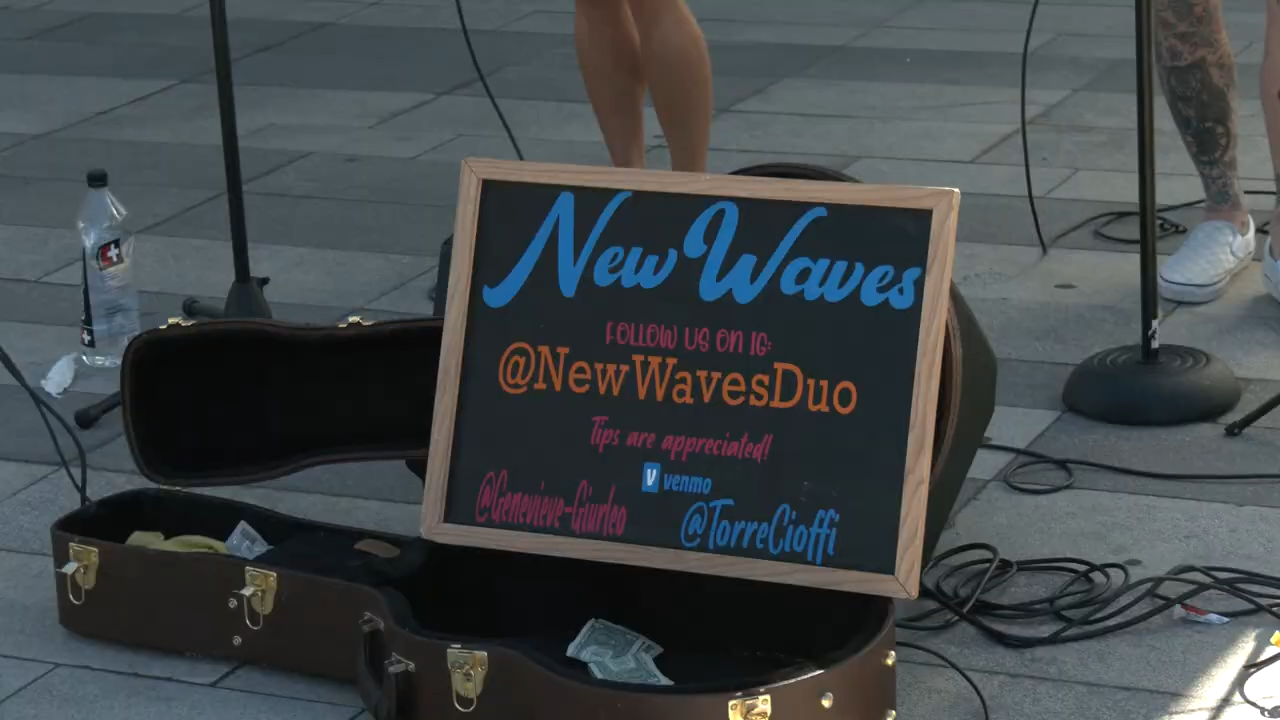 New Waves
FOLLOW US ON IG:
@NewWavesDuo
Tips are appreciated!
V venmo
@Genevieve-Giurleo
@TorreCioffi